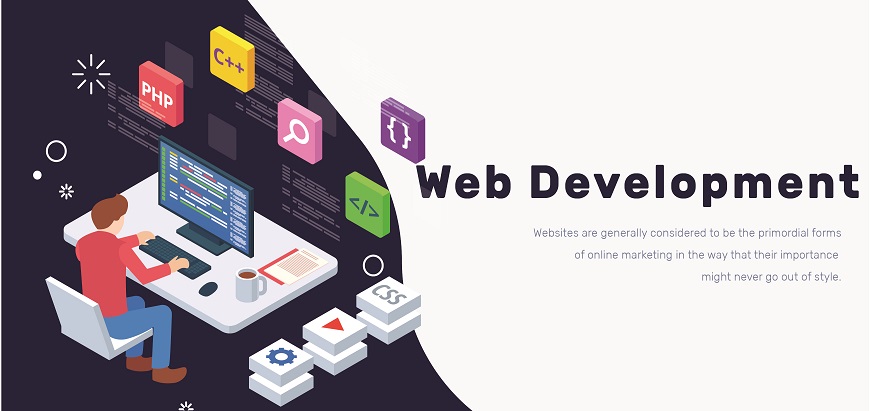 C++
PHP
{}
Web Development
</>
Websites are generally considered to be the primordial forms
of online marketing in the way that their importance
might never go out of style.
CSS